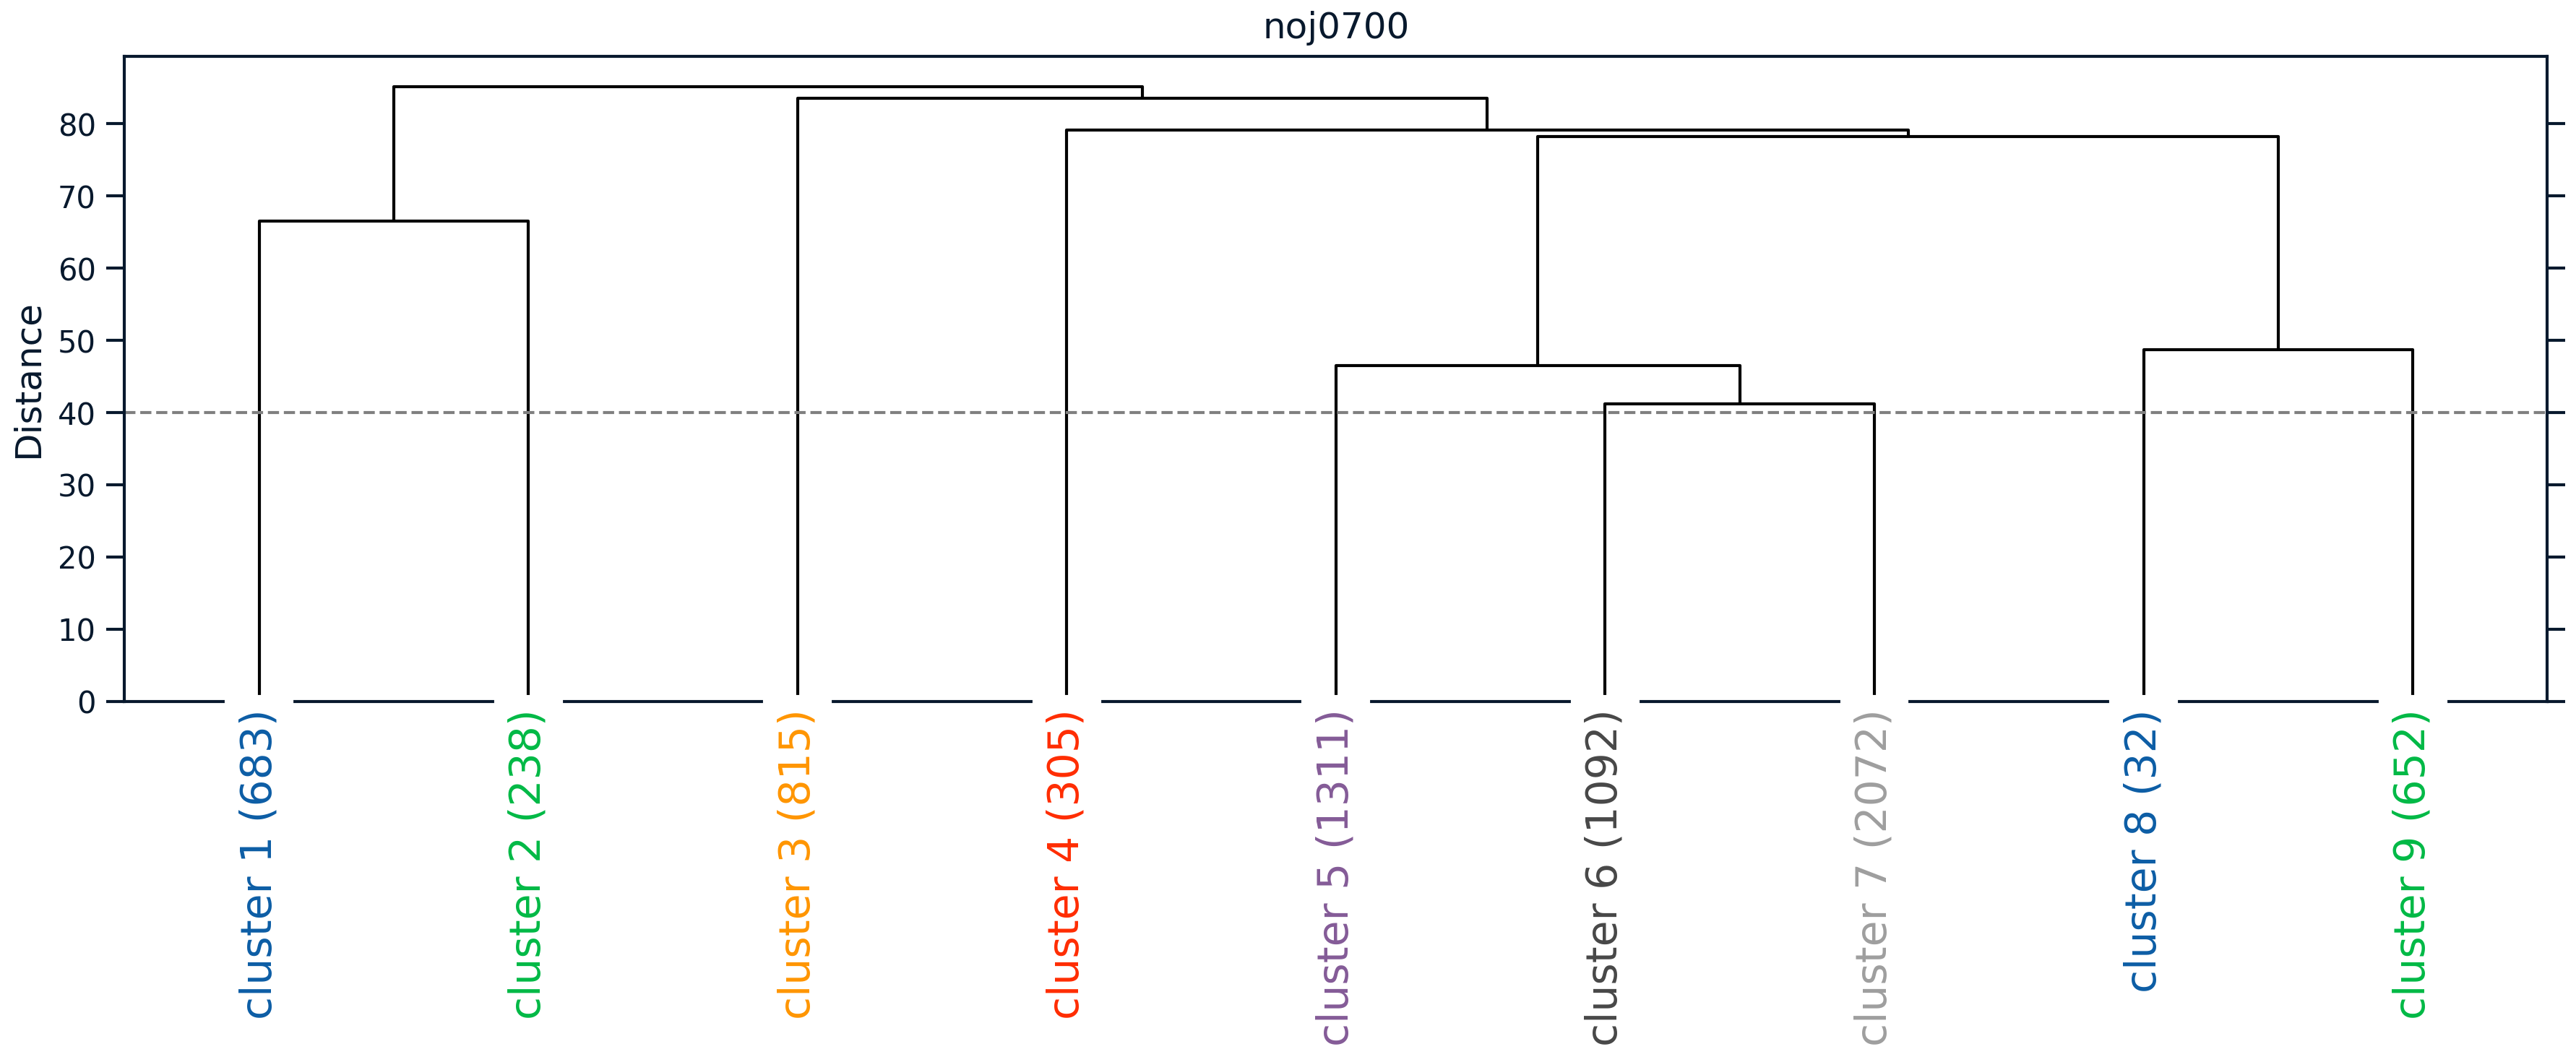 noj0700
Distance
80
70
60
50
40
30
20
10
0
cluster 1 (683)
cluster 2 (238)
cluster 3 (815)
cluster 4 (305)
cluster 5 (1311)
cluster 6 (1092)
cluster 7 (2072)
cluster 8 (32)
cluster 9 (652)